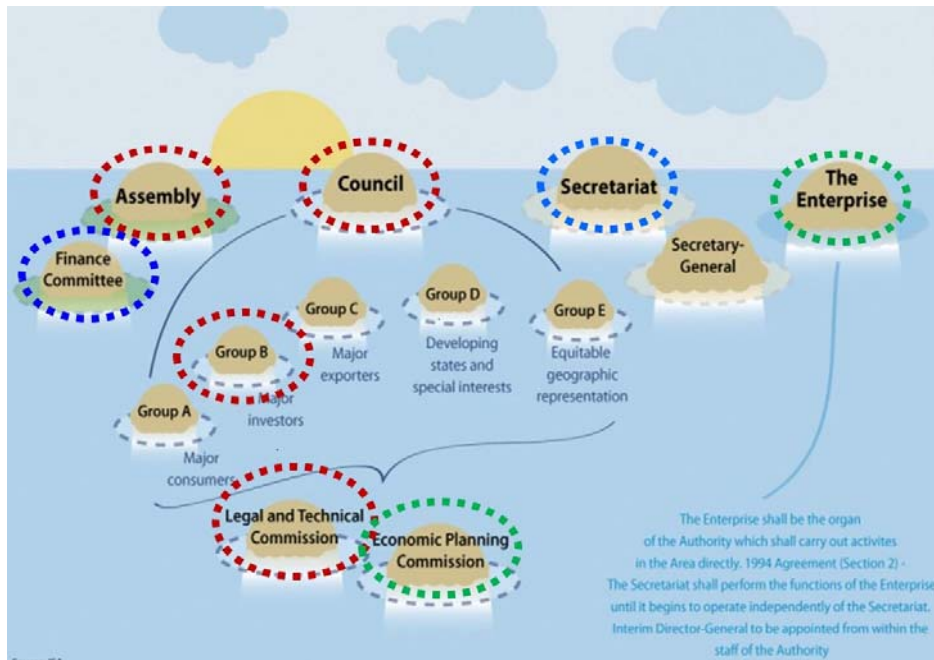 Assembly
Council
Secretariat
The
Enterprise
Finance
Committee
Secretary-
General
Group A
Major
consumers
Group B
Major
investors
Group C
Major
exporters
Group D
Developing
states and
special interests
Group E
Equitable
geographic
representation
Legal and Technical
Commission
Economic Planning
Commission
The Enterprise shall be the organ
of the Authority which shall carry out activites
in the Area directly. 1994 Agreement (Section 2) -
The Secretariat shall perform the functions of the Enterprise
until it begins to operate independently of the Secretariat.
Interim Director-General to be appointed from within the
staff of the Authority